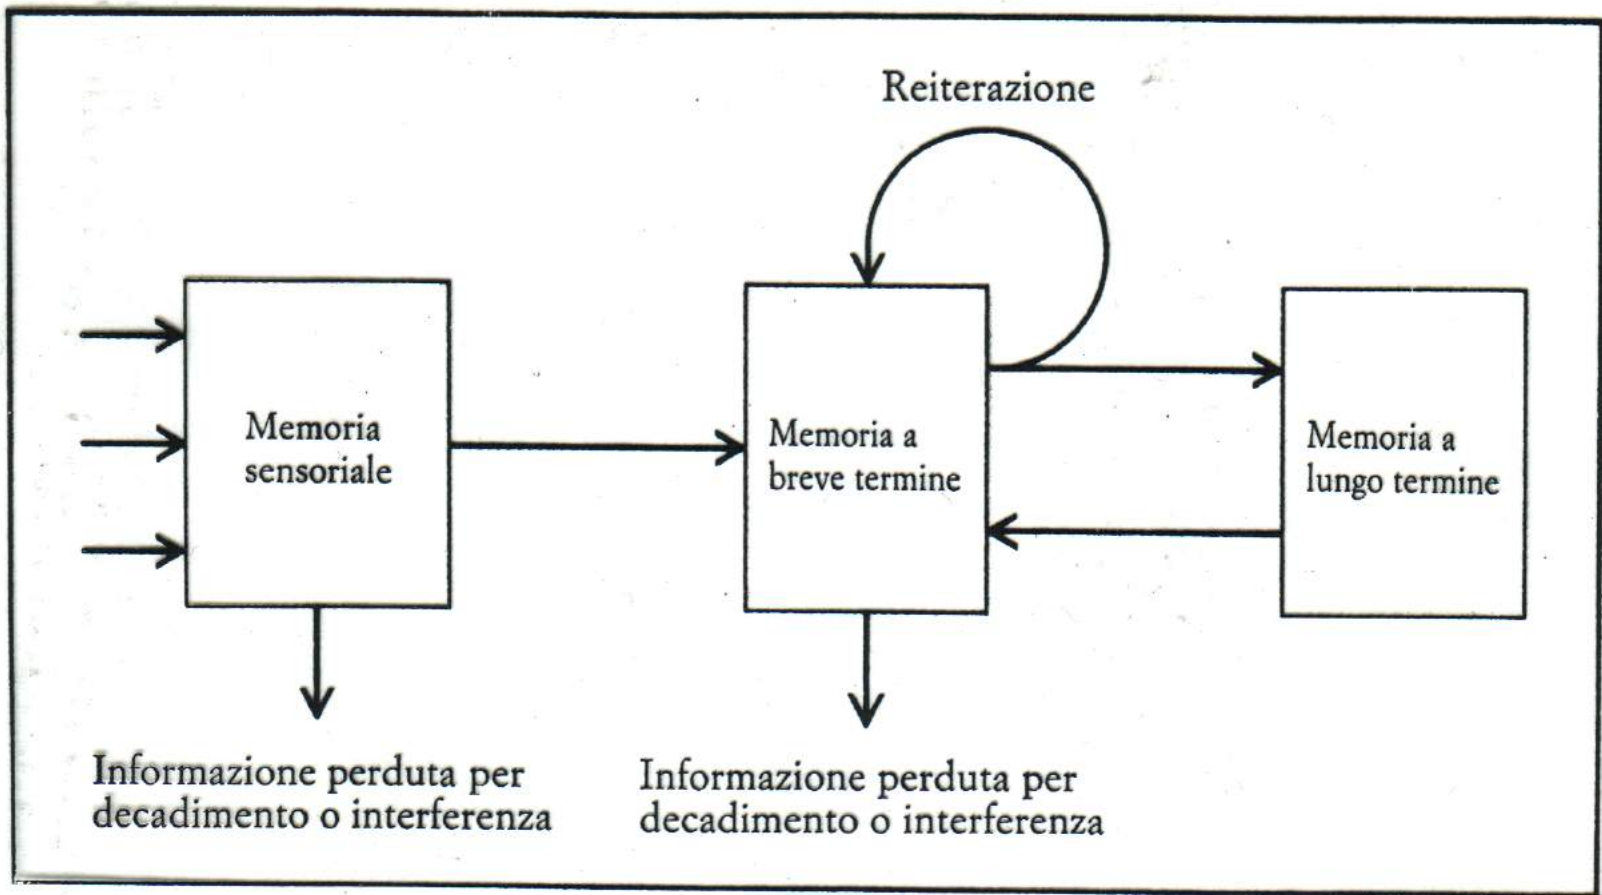 Reiterazione
Memoria
sensoriale
Memoria a
breve termine
Memoria a
lungo termine
Informazione perduta per
decadimento o interferenza
Informazione perduta per
decadimento o interferenza